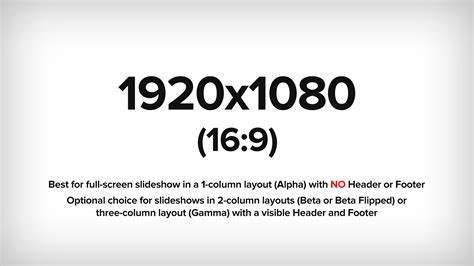 1920x1080
(16:9)
Best for full-screen slideshow in a 1-column layout (Alpha) with NO Header or Footer
Optional choice for slideshows in 2-column layouts (Beta or Beta Flipped) or
three-column layout (Gamma) with a visible Header and Footer